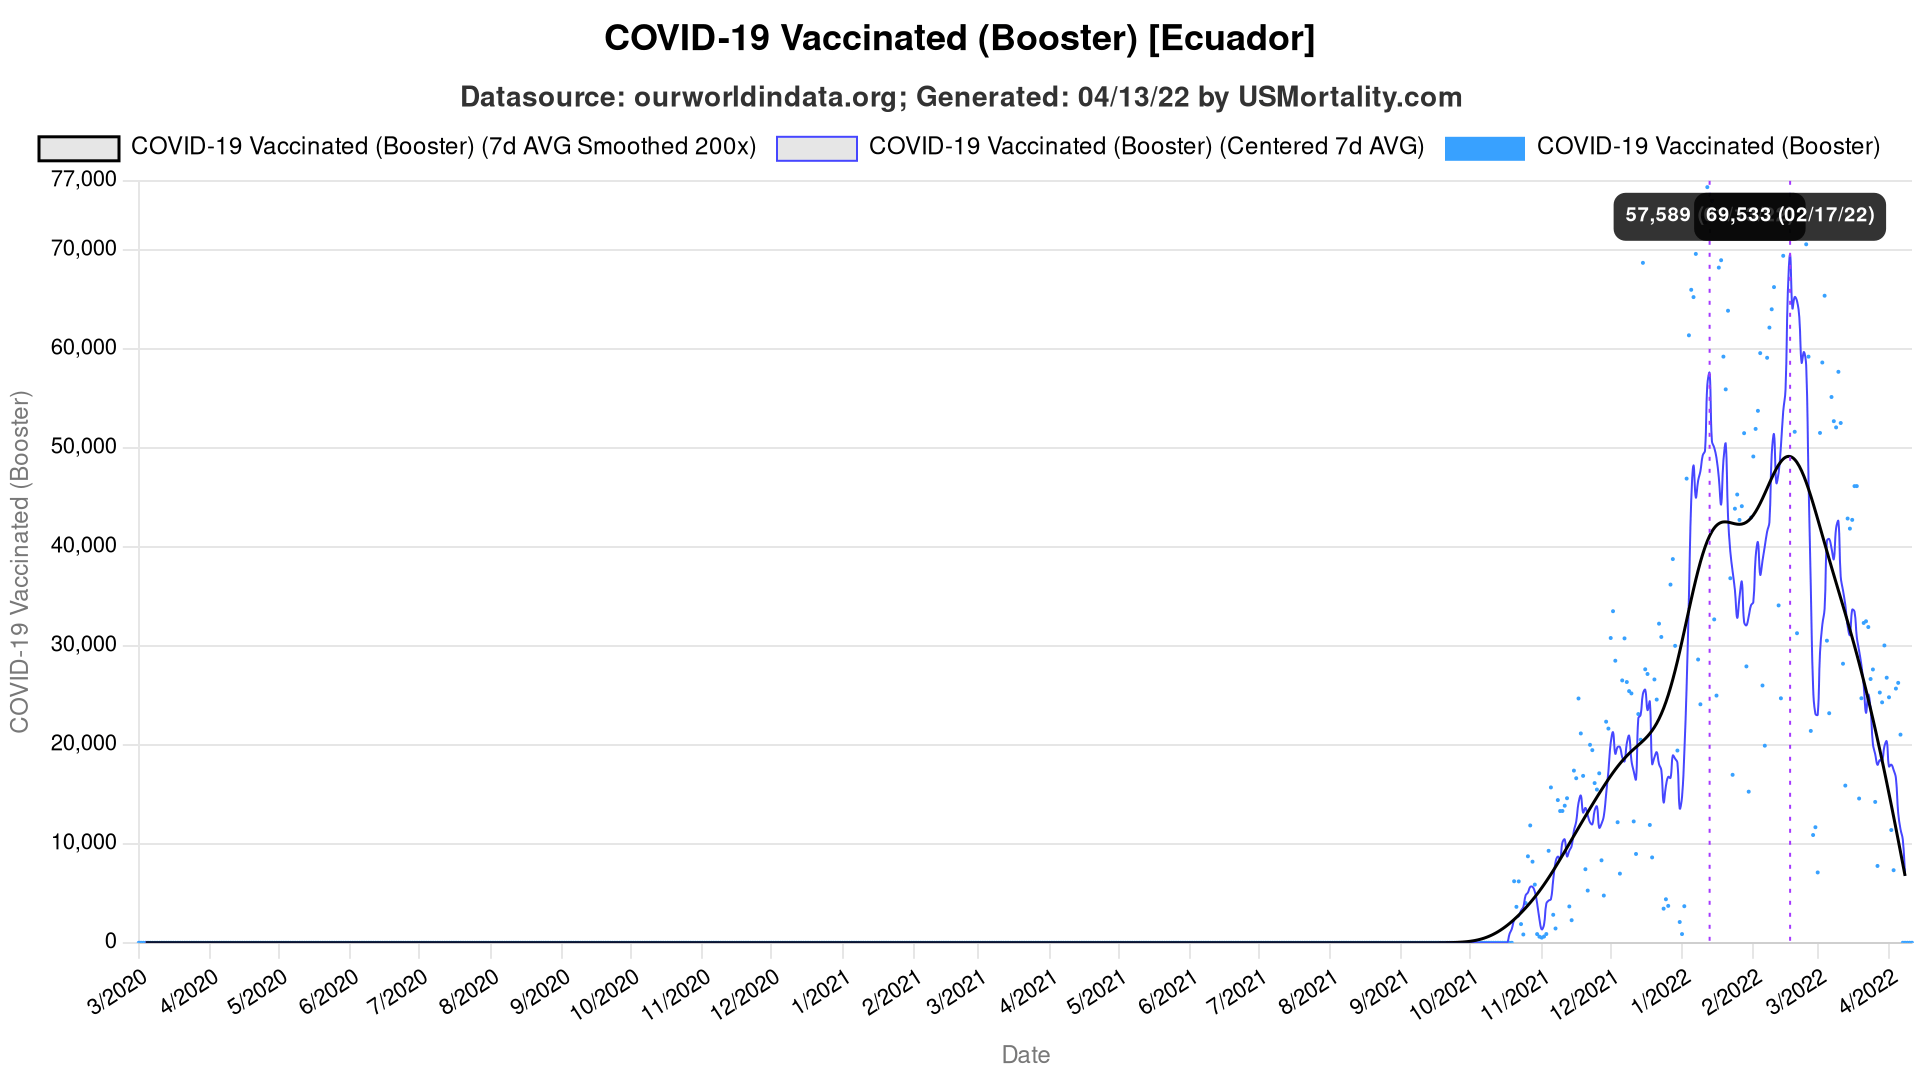 COVID-19 Vaccinated (Booster) [Ecuador]
Datasource: ourworldindata.org; Generated: 04/13/22 by USMortality.com
COVID-19 Vaccinated (Booster) (7d AVG Smoothed 200x) COVID-19 Vaccinated (Booster) (Centered 7d AVG) COVID-19 Vaccinated (Booster)
77,000
57,589 69,533 (02/17/22)
70,000
60,000
50,000
40,000
30,000
20,000
10,000
0
COVID-19 Vaccinated (Booster)
3/2020 4/2020 5/2020 6/2020 7/2020 8/2020 9/2020 10/2020 11/2020 12/2020 1/2021 2/2021 3/2021 4/2021 5/2021 6/2021 7/2021 8/2021 9/2021 10/2021 11/2021 12/2021 1/2022 2/2022 3/2022 4/2022
Date